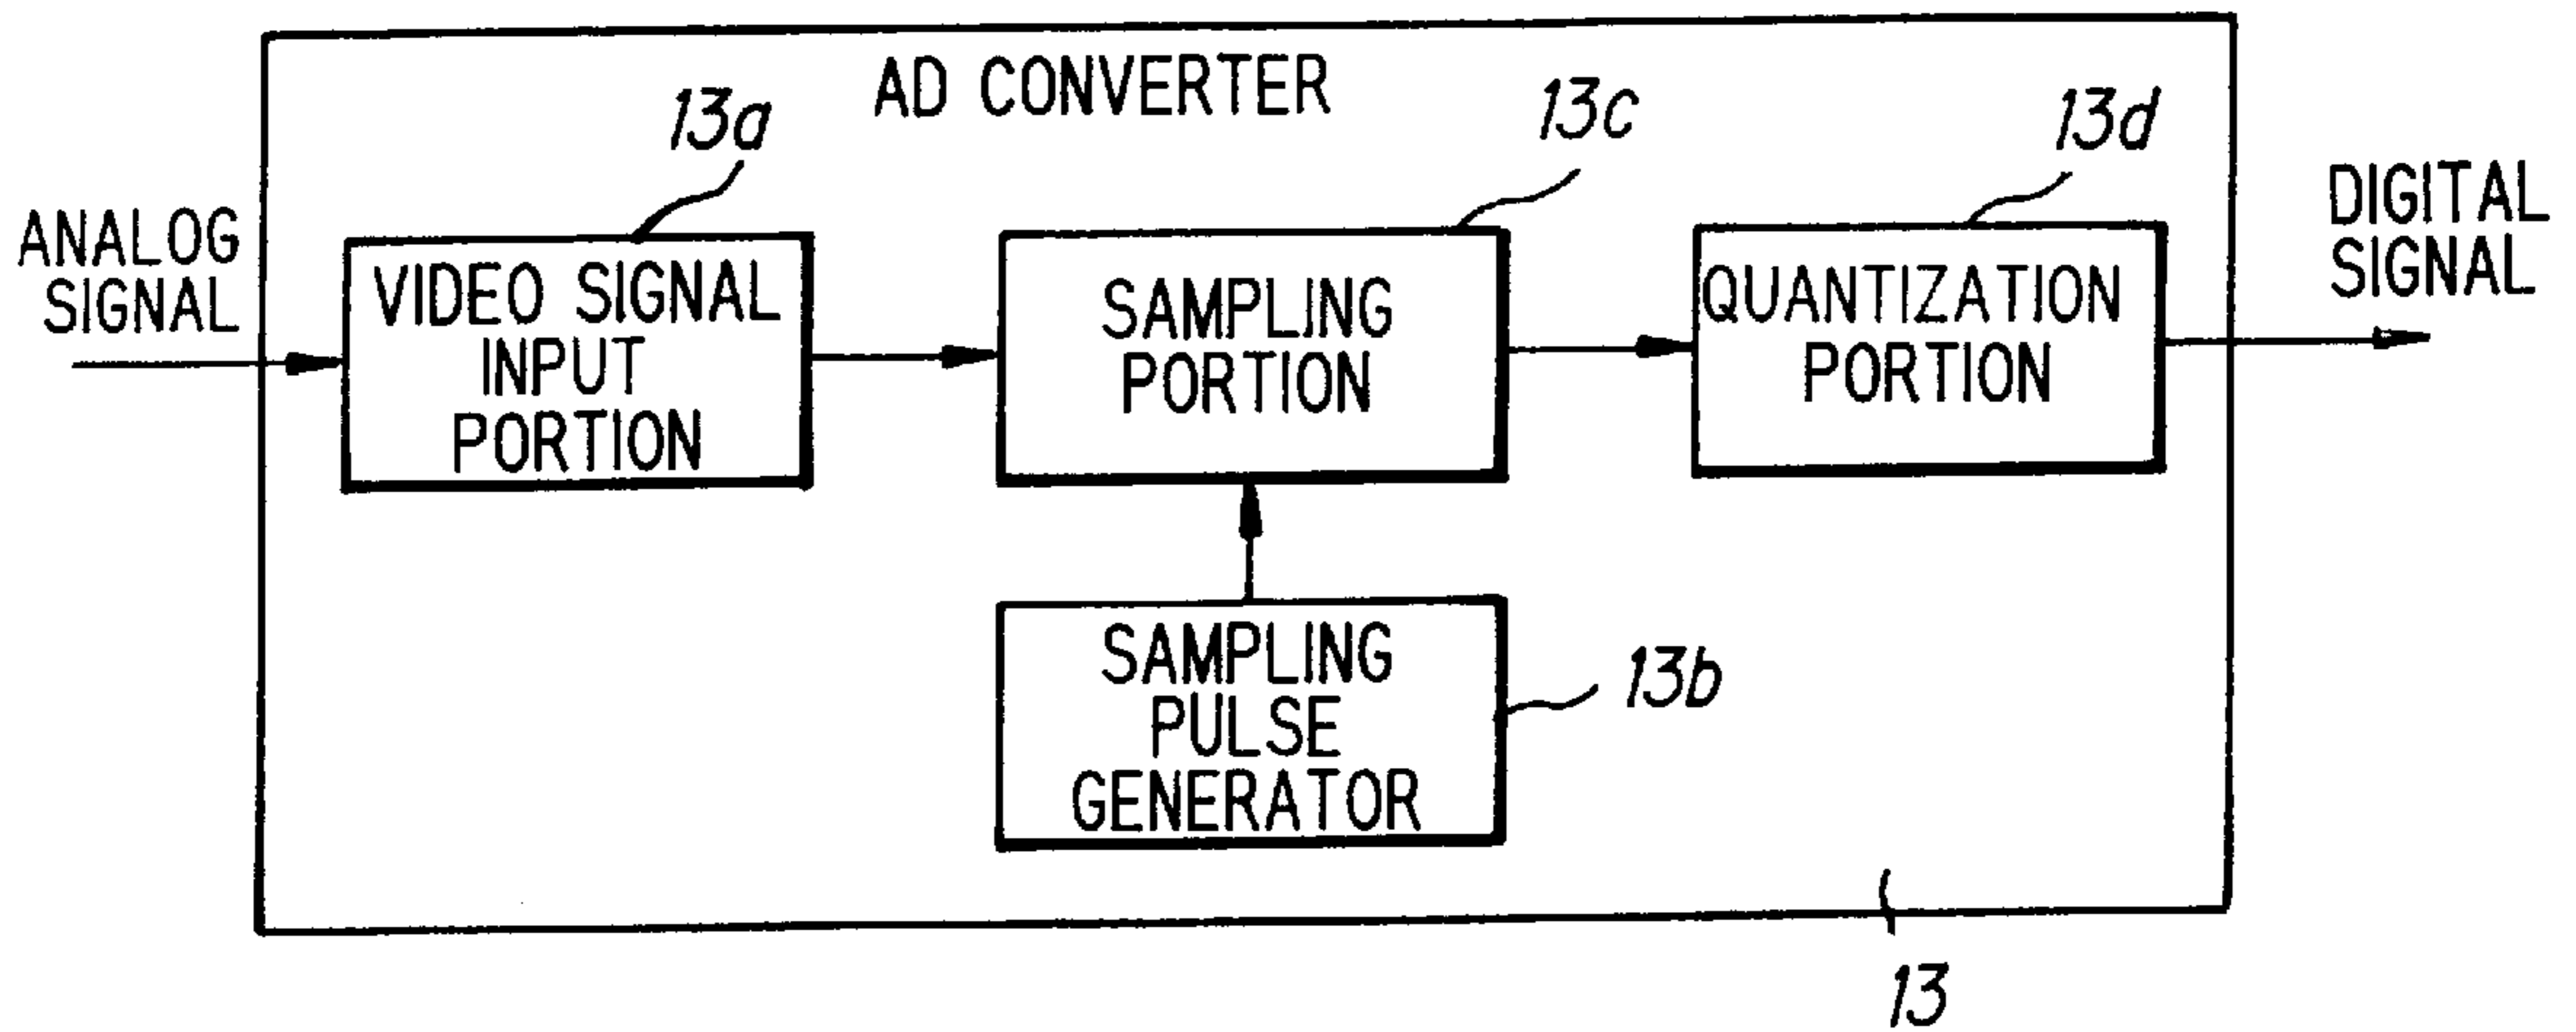 AD CONVERTER
13a
13c
13d
ANALOG
SIGNAL
VIDEO SIGNAL
INPUT
PORTION
SAMPLING
PORTION
QUANTIZATION
PORTION
DIGITAL
SIGNAL
SAMPLING
PULSE
GENERATOR
13b
13